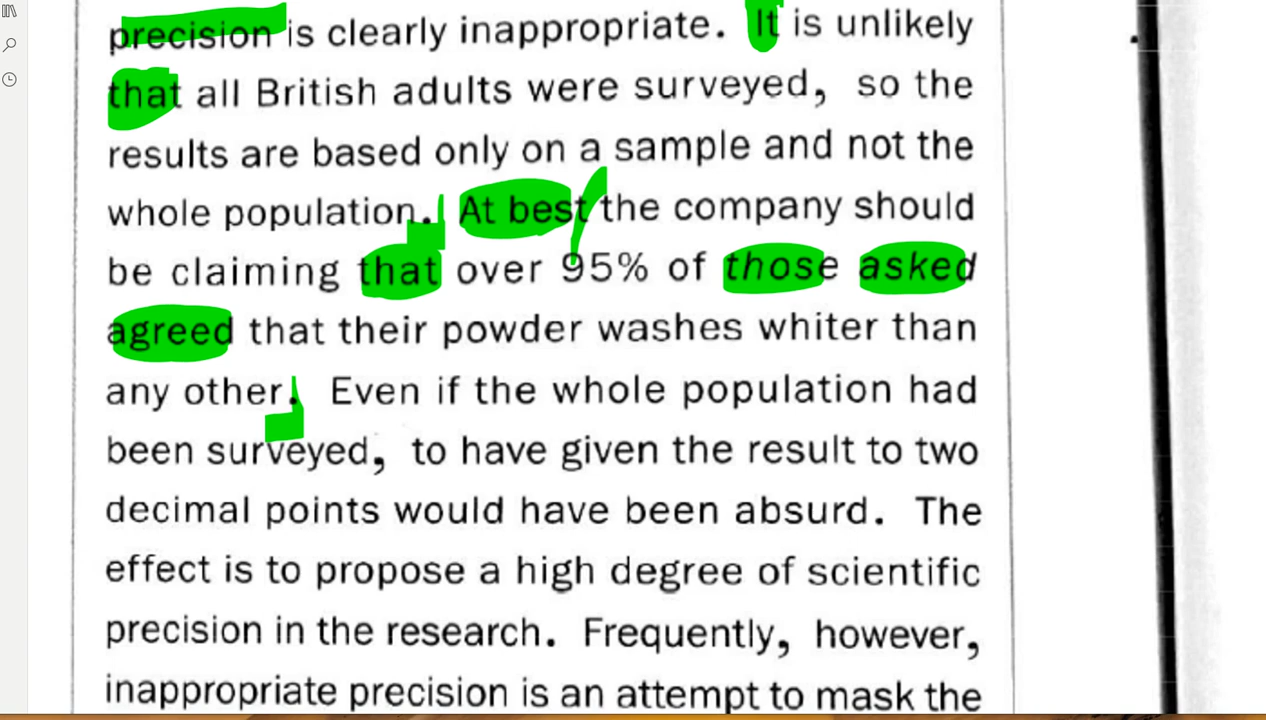 precision is clearly inappropriate. It is unlikely
that all British adults were surveyed, so the
results are based only on a sample and not the
whole population. At best the company should
be claiming that over 95% of those asked
agreed that their powder washes whiter than
any other. Even if the whole population had
been surveyed, to have given the result to two
decimal points would have been absurd. The
effect is to propose a high degree of scientific
precision in the research. Frequently, however,
inappropriate precision is an attempt to mask the